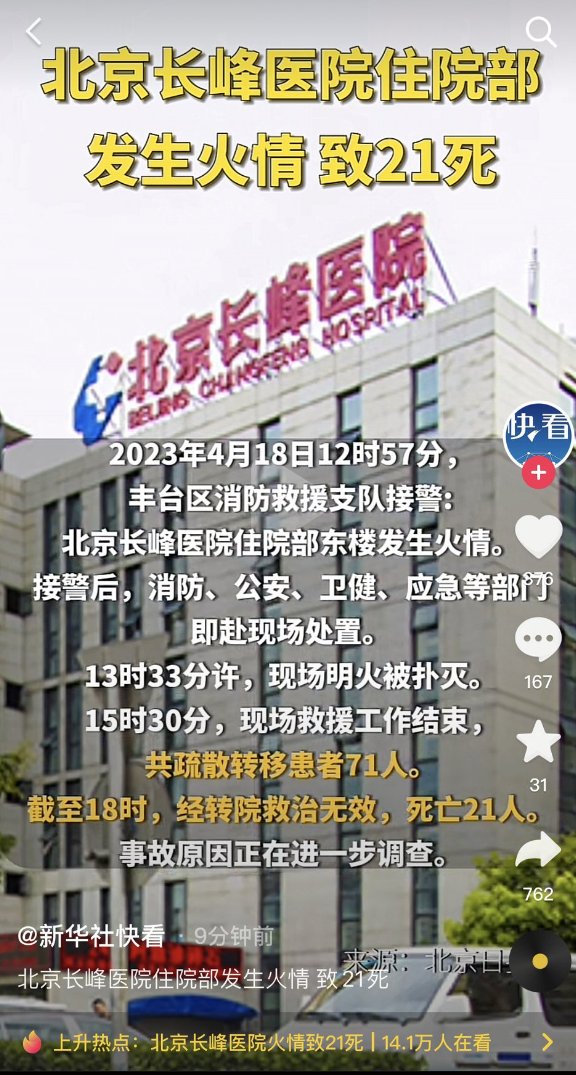 北京长峰医院住院部
发生火情 致21死
北京长峰医院
BEIJING CHANGFENG HOSPITAL
快看
2023年4月18日12时57分，
丰台区消防救援支队接警：
北京长峰医院住院部东楼发生火情。
376
接警后，消防、公安、卫健、应急等部门
即赴现场处置。
13时33分许，现场明火被扑灭。
167
15时30分，现场救援工作结束，
共疏散转移患者71人。
31
截至18时，经转院救治无效，死亡21人。
事故原因正在进一步调查。
762
@新华社快看 · 9分钟前
来源：北京日
北京长峰医院住院部发生火情 致21死
上升热点：北京长峰医院火情致21死 | 14.1万人在看